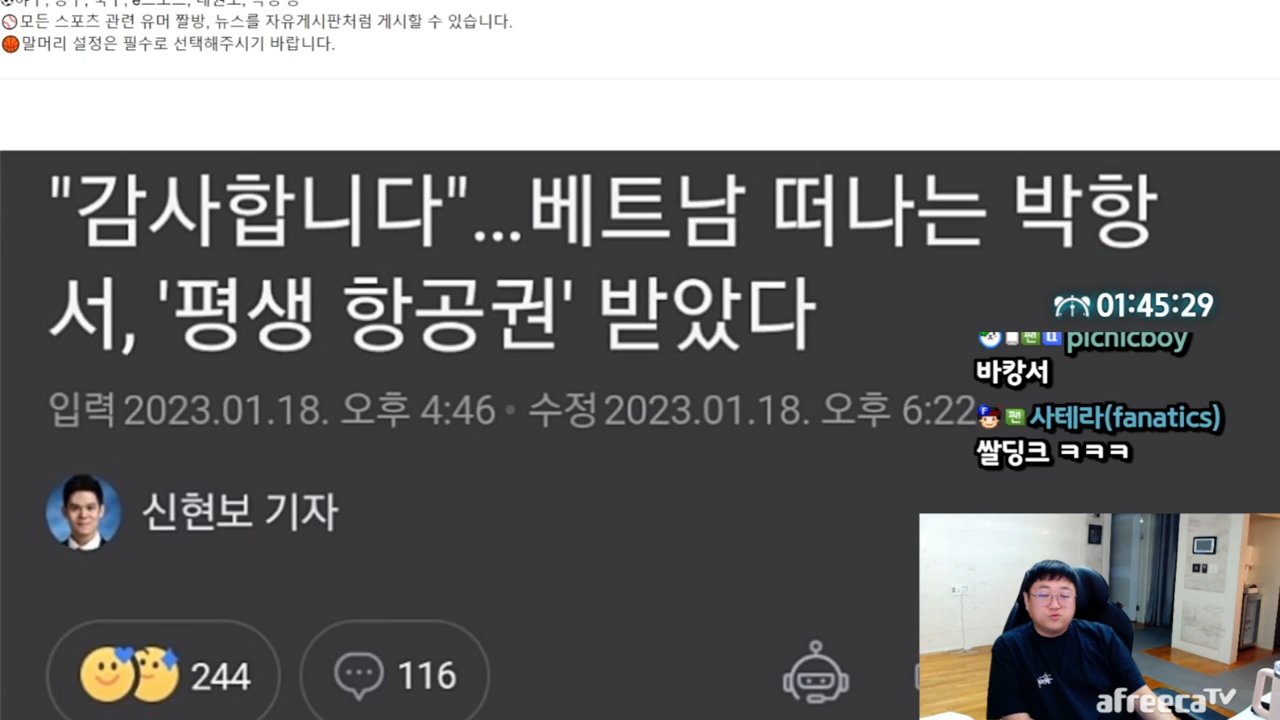 ⚾모든 스포츠 관련 유머 짤방, 뉴스를 자유게시판처럼 게시할 수 있습니다.
🏀말머리 설정은 필수로 선택해주시기 바랍니다.
"감사합니다"...베트남 떠나는 박항
서, '평생 항공권' 받았다
입력 2023.01.18. 오후 4:46 • 수정 2023.01.18. 오후 6:22
신현보 기자
244
116
01:45:29
팬 picnicboy
바캉서
팬 사테라(fanatics)
쌀딩크 ㅋㅋㅋ
afreecaTV